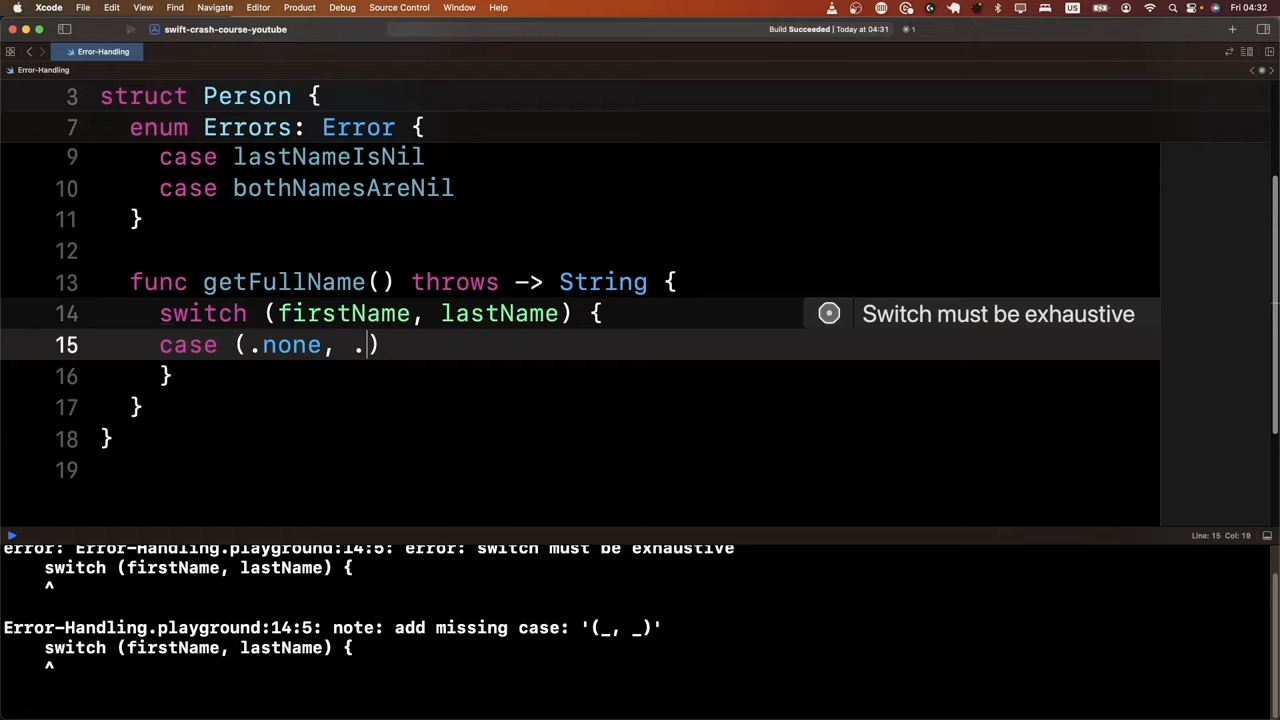 Xcode File Edit View Find Navigate Editor Product Debug Source Control Window Help US Fri 04:32
swift-crash-course-youtube Build Succeeded | Today at 04:31 1
Error-Handling
Error-Handling
3 struct Person {
7 enum Errors: Error {
9 case lastNameIsNil
10 case bothNamesAreNil
11 }
12
13 func getFullName() throws -> String {
14 switch (firstName, lastName) { Switch must be exhaustive
15 case (.none, .)
16 }
17 }
18 }
19
Line: 15 Col: 19
error: Error-Handling.playground:14:5: error: switch must be exhaustive
switch (firstName, lastName) {
^
Error-Handling.playground:14:5: note: add missing case: '(_, _)'
switch (firstName, lastName) {
^